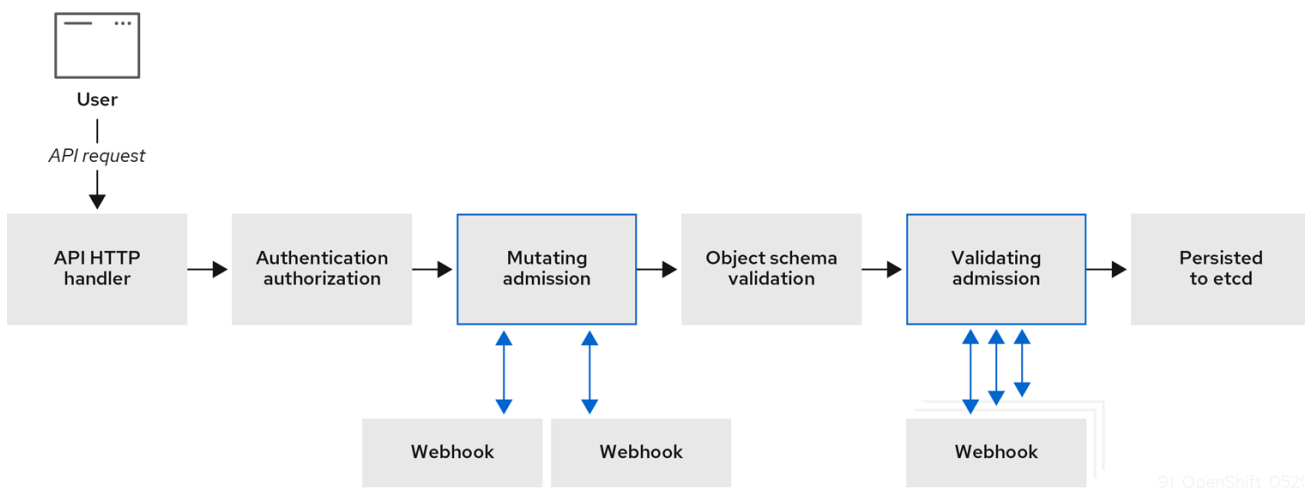 User
API request
API HTTP
handler
Authentication
authorization
Mutating
admission
Object schema
validation
Validating
admission
Persisted
to etcd
Webhook
Webhook
Webhook
91_OpenShift_0520